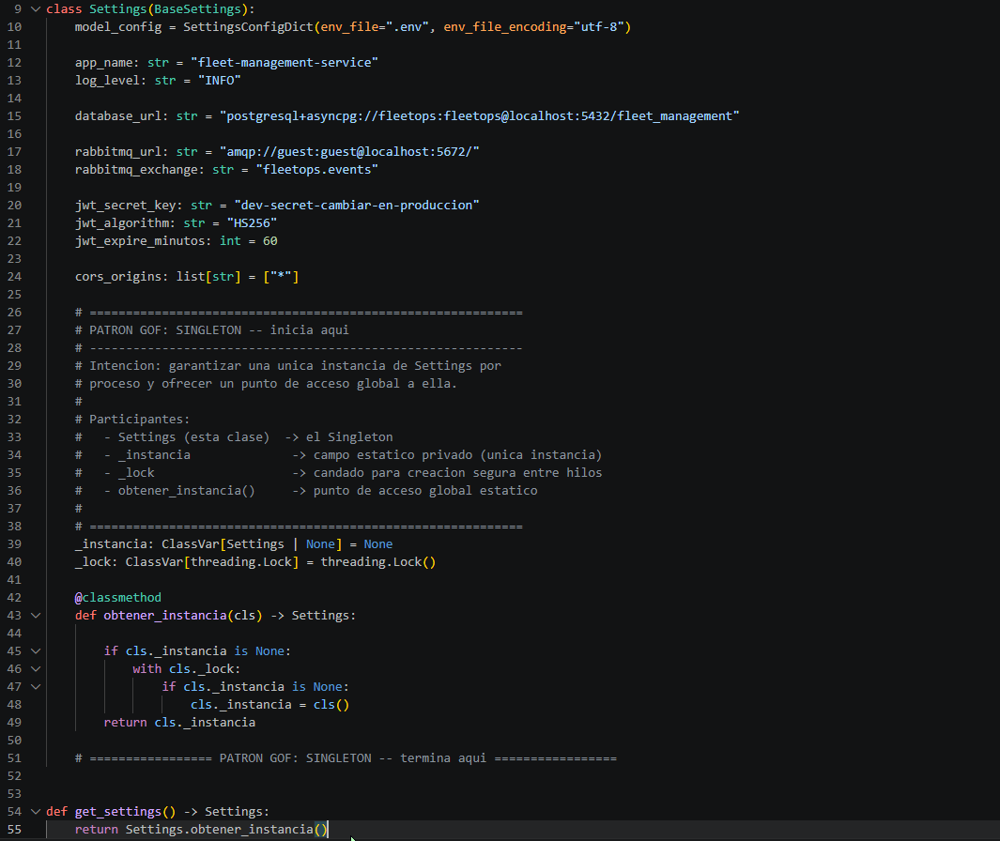 9 class Settings(BaseSettings):
10 model_config = SettingsConfigDict(env_file=".env", env_file_encoding="utf-8")
11
12 app_name: str = "fleet-management-service"
13 log_level: str = "INFO"
14
15 database_url: str = "postgresql+asyncpg://fleetops:fleetops@localhost:5432/fleet_management"
16
17 rabbitmq_url: str = "amqp://guest:guest@localhost:5672/"
18 rabbitmq_exchange: str = "fleetops.events"
19
20 jwt_secret_key: str = "dev-secret-cambiar-en-produccion"
21 jwt_algorithm: str = "HS256"
22 jwt_expire_minutos: int = 60
23
24 cors_origins: list[str] = ["*"]
25
26 # ============================================================
27 # PATRON GOF: SINGLETON -- inicia aqui
28 # ------------------------------------------------------------
29 # Intencion: garantizar una unica instancia de Settings por
30 # proceso y ofrecer un punto de acceso global a ella.
31 #
32 # Participantes:
33 #   - Settings (esta clase)  -> el Singleton
34 #   - _instancia              -> campo estatico privado (unica instancia)
35 #   - _lock                   -> candado para creacion segura entre hilos
36 #   - obtener_instancia()     -> punto de acceso global estatico
37 #
38 # ============================================================
39 _instancia: ClassVar[Settings | None] = None
40 _lock: ClassVar[threading.Lock] = threading.Lock()
41
42 @classmethod
43 def obtener_instancia(cls) -> Settings:
44
45 if cls._instancia is None:
46 with cls._lock:
47 if cls._instancia is None:
48 cls._instancia = cls()
49 return cls._instancia
50
51 # ================= PATRON GOF: SINGLETON -- termina aqui =================
52
53
54 def get_settings() -> Settings:
55 return Settings.obtener_instancia()